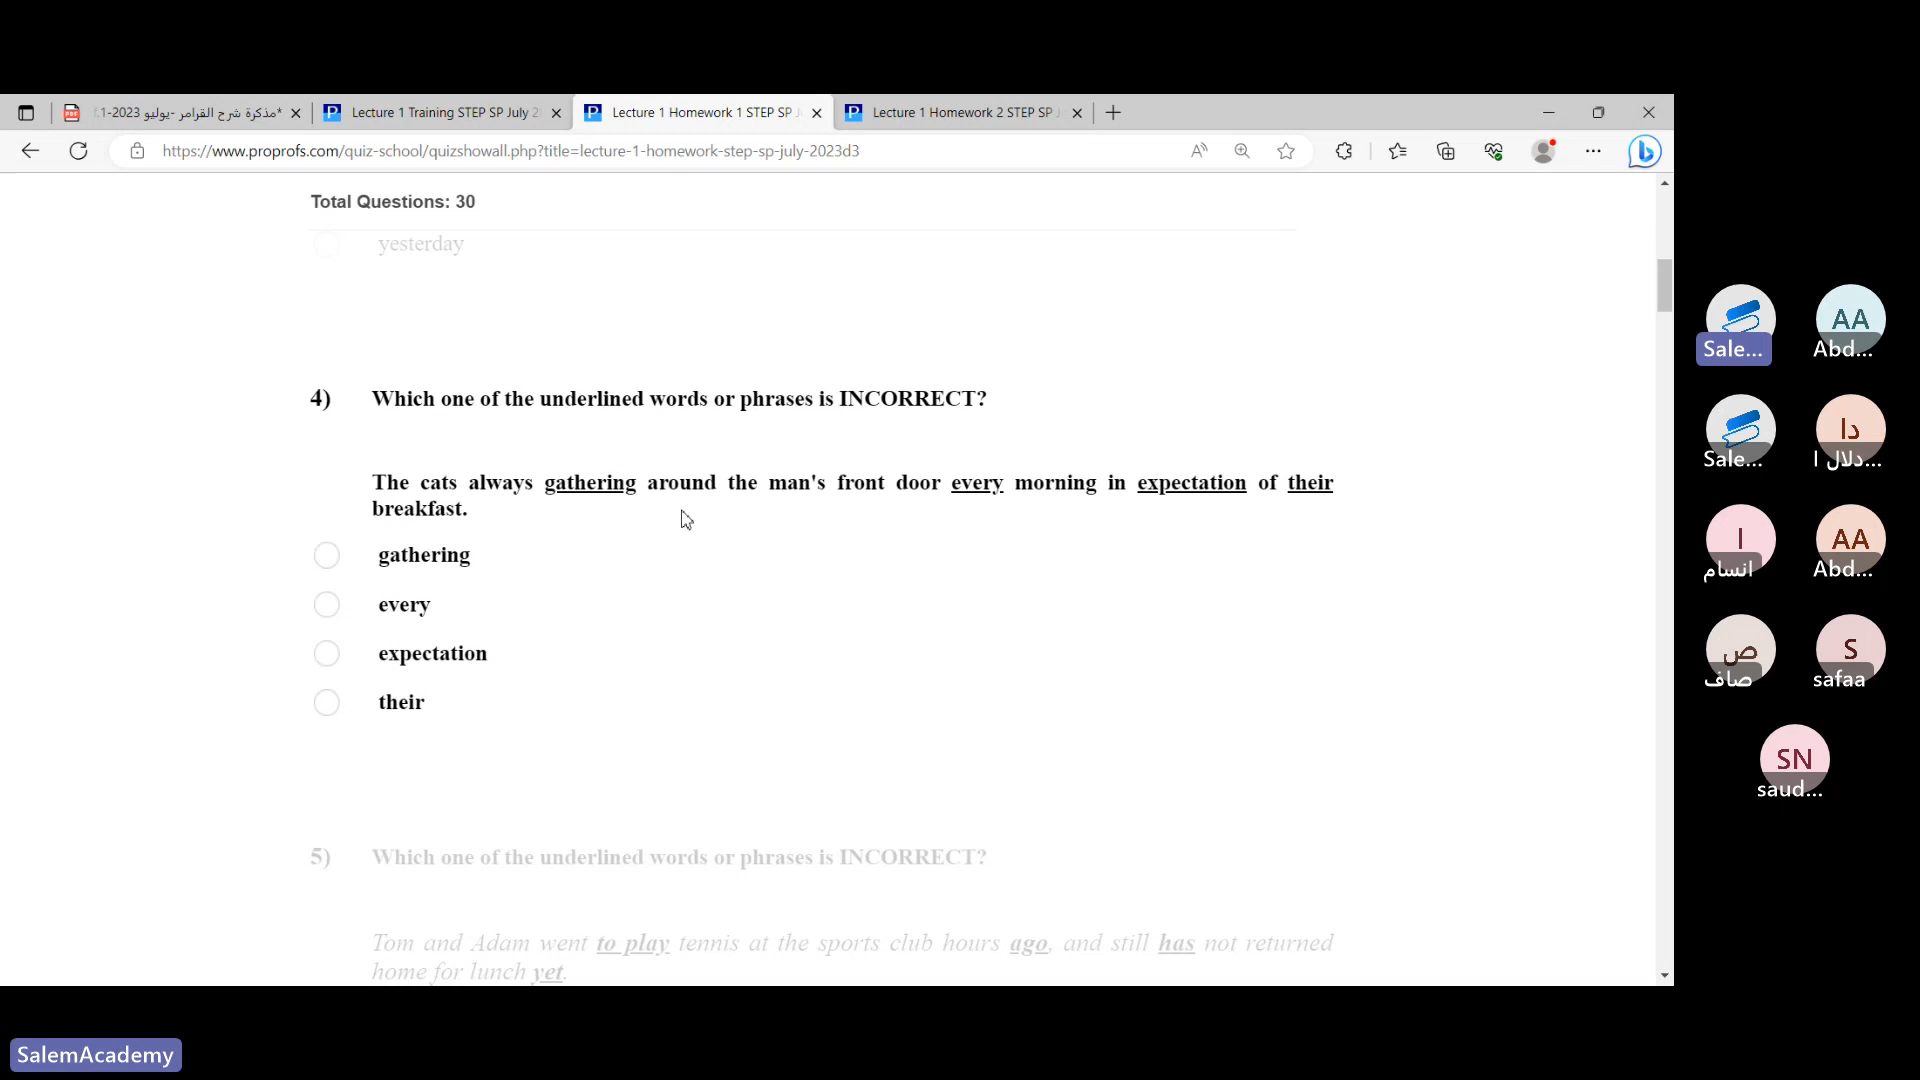 *مذكرة شرح القرامر -يوليو 2023-1.
Lecture 1 Training STEP SP July 2
Lecture 1 Homework 1 STEP SP J
Lecture 1 Homework 2 STEP SP J
https://www.proprofs.com/quiz-school/quizshowall.php?title=lecture-1-homework-step-sp-july-2023d3
Total Questions: 30
yesterday
4) Which one of the underlined words or phrases is INCORRECT?
The cats always gathering around the man's front door every morning in expectation of their
breakfast.
gathering
every
expectation
their
5) Which one of the underlined words or phrases is INCORRECT?
Tom and Adam went to play tennis at the sports club hours ago, and still has not returned
home for lunch yet.
Sale...
AA
Abd...
Sale...
دا
دلال ا...
ا
انسام
AA
Abd...
ص
صاف
S
safaa
SN
saud...
SalemAcademy